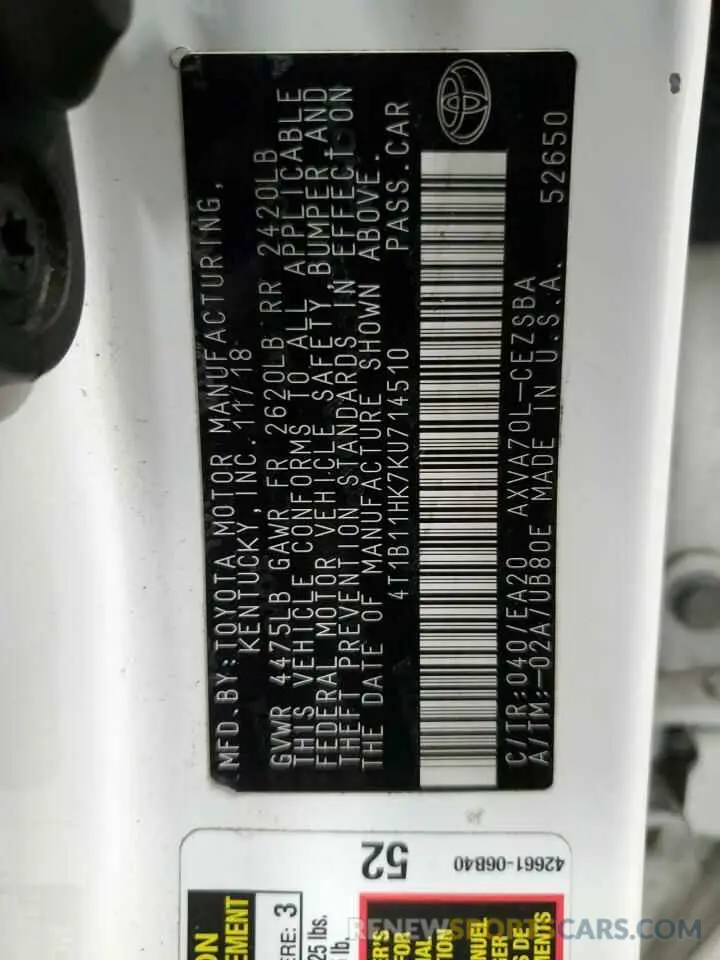 MFD.BY:TOYOTA MOTOR MANUFACTURING,
KENTUCKY,INC.11/18
GVWR 4475LB GAWR FR 2620LB RR 2420LB
THIS VEHICLE CONFORMS TO ALL APPLICABLE
FEDERAL MOTOR VEHICLE SAFETY,BUMPER,AND
THEFT PREVENTION STANDARDS IN EFFECT ON
THE DATE OF MANUFACTURE SHOWN ABOVE.
4T1B11HK7KU714510 PASS.CAR
C/TR:040/EA20 AXVA70L-CEZSBA
A/TM:-02A/UB80E MADE IN U.S.A. 52650
52
42661-06B40
3
RENEWSPORTSCARS.COM